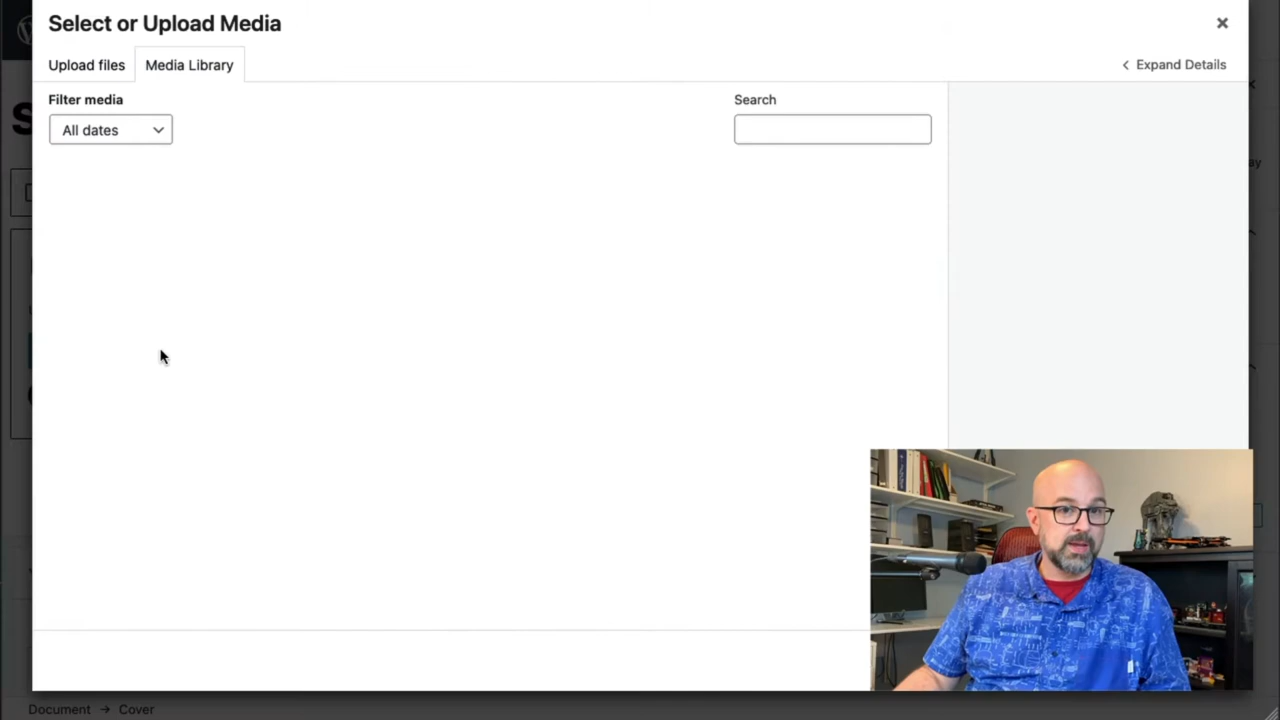 Select or Upload Media
Upload files
Media Library
Expand Details
Filter media
Search
All dates
Document → Cover